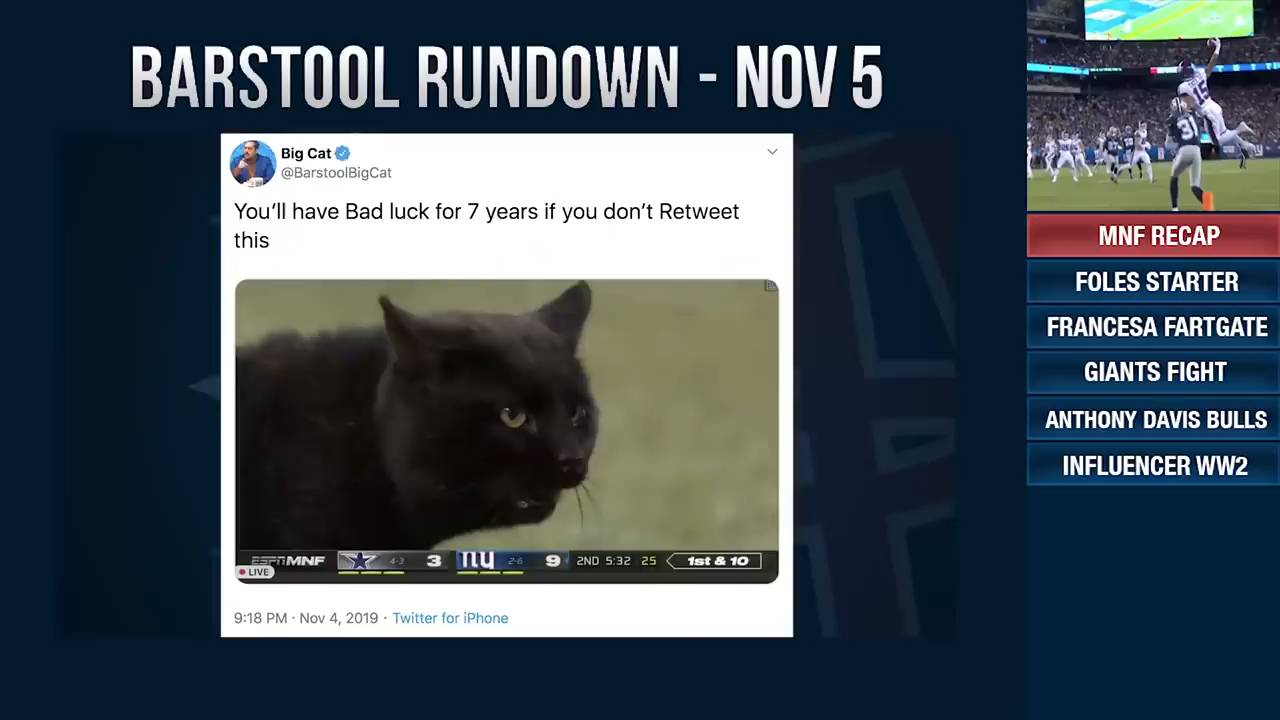 BARSTOOL RUNDOWN - NOV 5
Big Cat
@BarstoolBigCat
You'll have Bad luck for 7 years if you don't Retweet
this
ESPN MNF 4-3 3 ny 2-6 9 2ND 5:32 25 1st & 10
LIVE
9:18 PM · Nov 4, 2019 · Twitter for iPhone
15
31
MNF RECAP
FOLES STARTER
FRANCESA FARTGATE
GIANTS FIGHT
ANTHONY DAVIS BULLS
INFLUENCER WW2